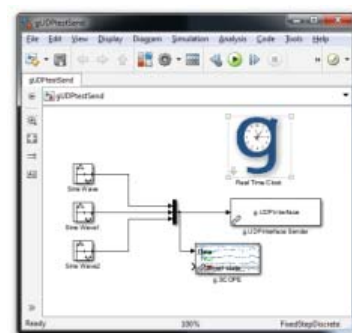 gUDPtestSend
File Edit View Display Diagram Simulation Analysis Code Tools Help
gUDPtestSend
gUDPtestSend
g
Real Time Clock
Sine Wave
Sine Wave1
Sine Wave2
g.UDPinterface
g.UDPinterface Sender
g.SCOPE
Ready 100% FixedStepDiscrete